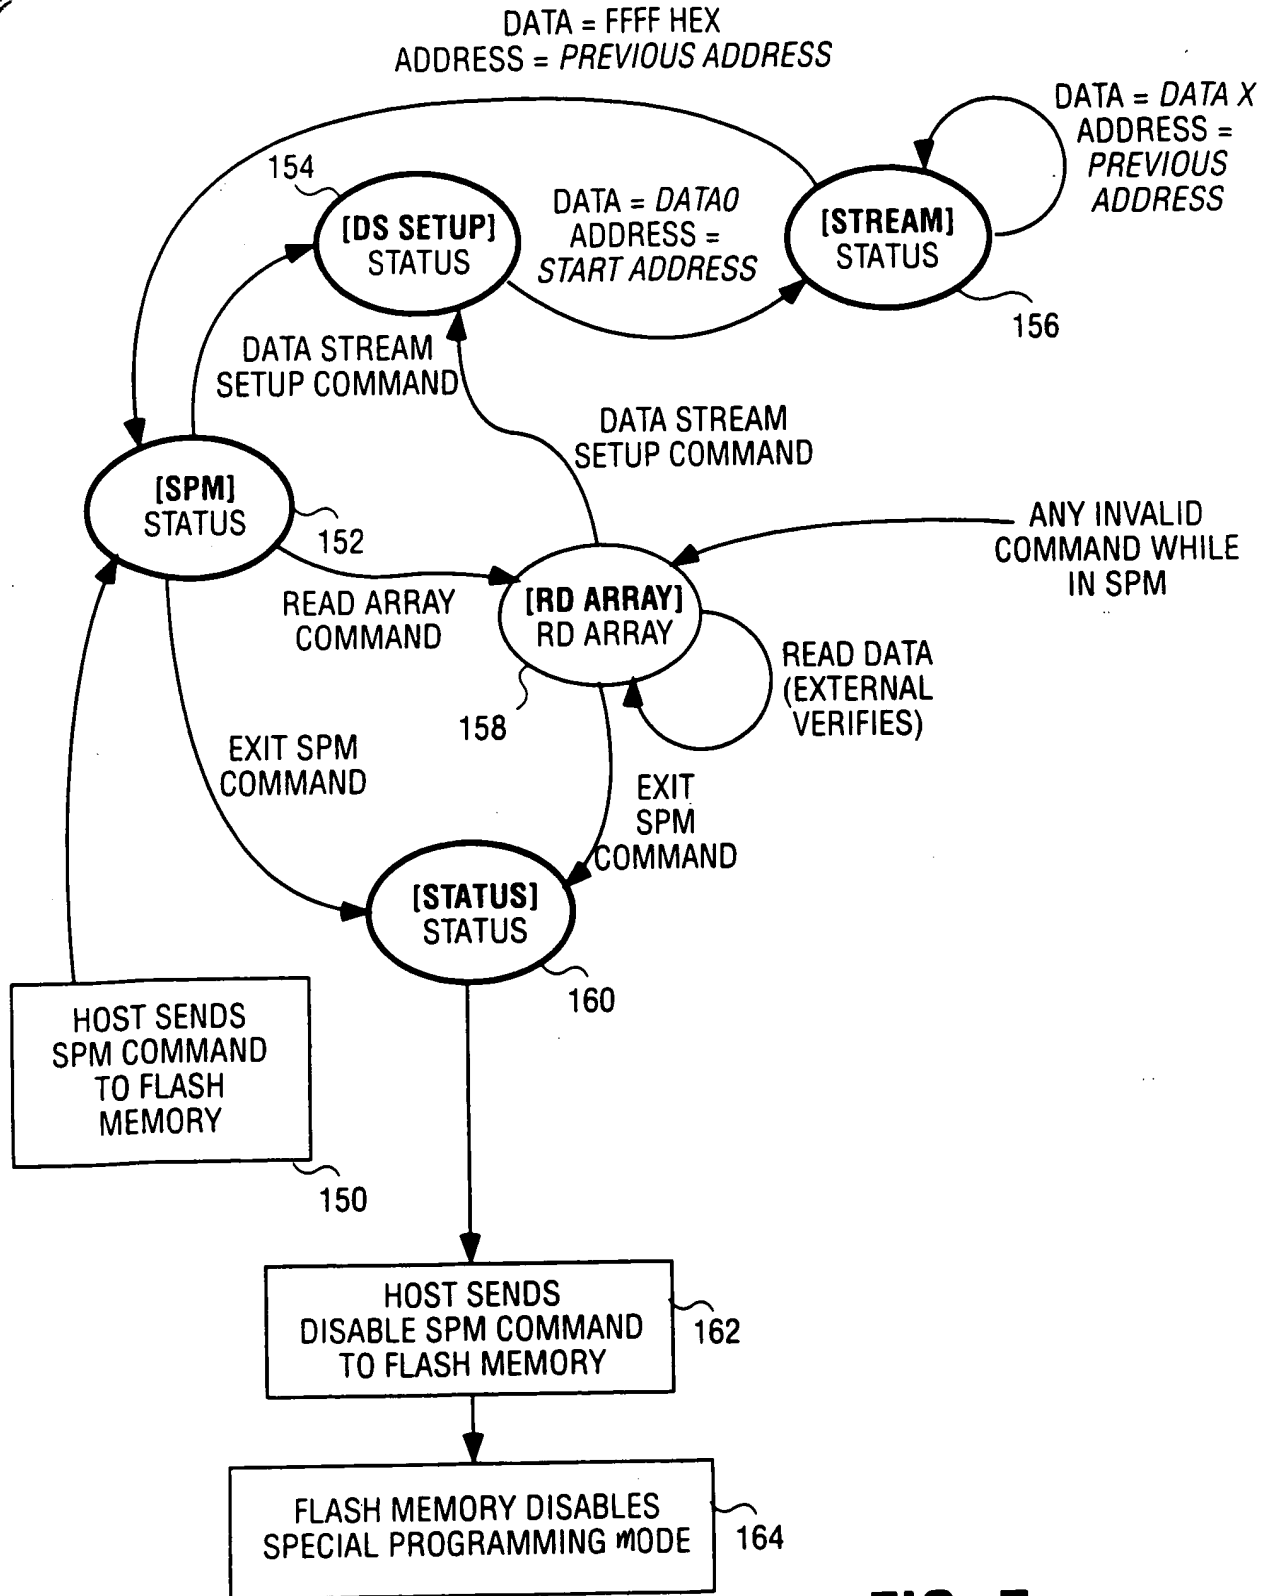 DATA = FFFF HEX
ADDRESS = PREVIOUS ADDRESS
DATA = DATA X
ADDRESS =
PREVIOUS
ADDRESS
154
[DS SETUP]
STATUS
DATA = DATA0
ADDRESS =
START ADDRESS
[STREAM]
STATUS
156
DATA STREAM
SETUP COMMAND
DATA STREAM
SETUP COMMAND
[SPM]
STATUS
152
ANY INVALID
COMMAND WHILE
IN SPM
READ ARRAY
COMMAND
[RD ARRAY]
RD ARRAY
158
READ DATA
(EXTERNAL
VERIFIES)
EXIT SPM
COMMAND
EXIT
SPM
COMMAND
[STATUS]
STATUS
160
HOST SENDS
SPM COMMAND
TO FLASH
MEMORY
150
HOST SENDS
DISABLE SPM COMMAND
TO FLASH MEMORY
162
FLASH MEMORY DISABLES
SPECIAL PROGRAMMING MODE
164